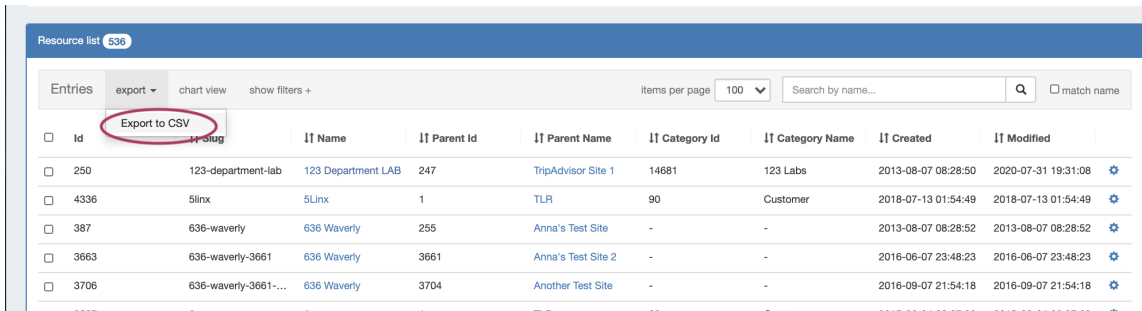 Resource list 536
Entries export chart view show filters + items per page 100 Search by name... match name
Export to CSV
Id Slug Name Parent Id Parent Name Category Id Category Name Created Modified
250 123-department-lab 123 Department LAB 247 TripAdvisor Site 1 14681 123 Labs 2013-08-07 08:28:50 2020-07-31 19:31:08
4336 5linx 5Linx 1 TLR 90 Customer 2018-07-13 01:54:49 2018-07-13 01:54:49
387 636-waverly 636 Waverly 255 Anna's Test Site - - 2013-08-07 08:28:52 2013-08-07 08:28:52
3663 636-waverly-3661 636 Waverly 3661 Anna's Test Site 2 - - 2016-06-07 23:48:23 2016-06-07 23:48:23
3706 636-waverly-3661-... 636 Waverly 3704 Another Test Site - - 2016-09-07 21:54:18 2016-09-07 21:54:18